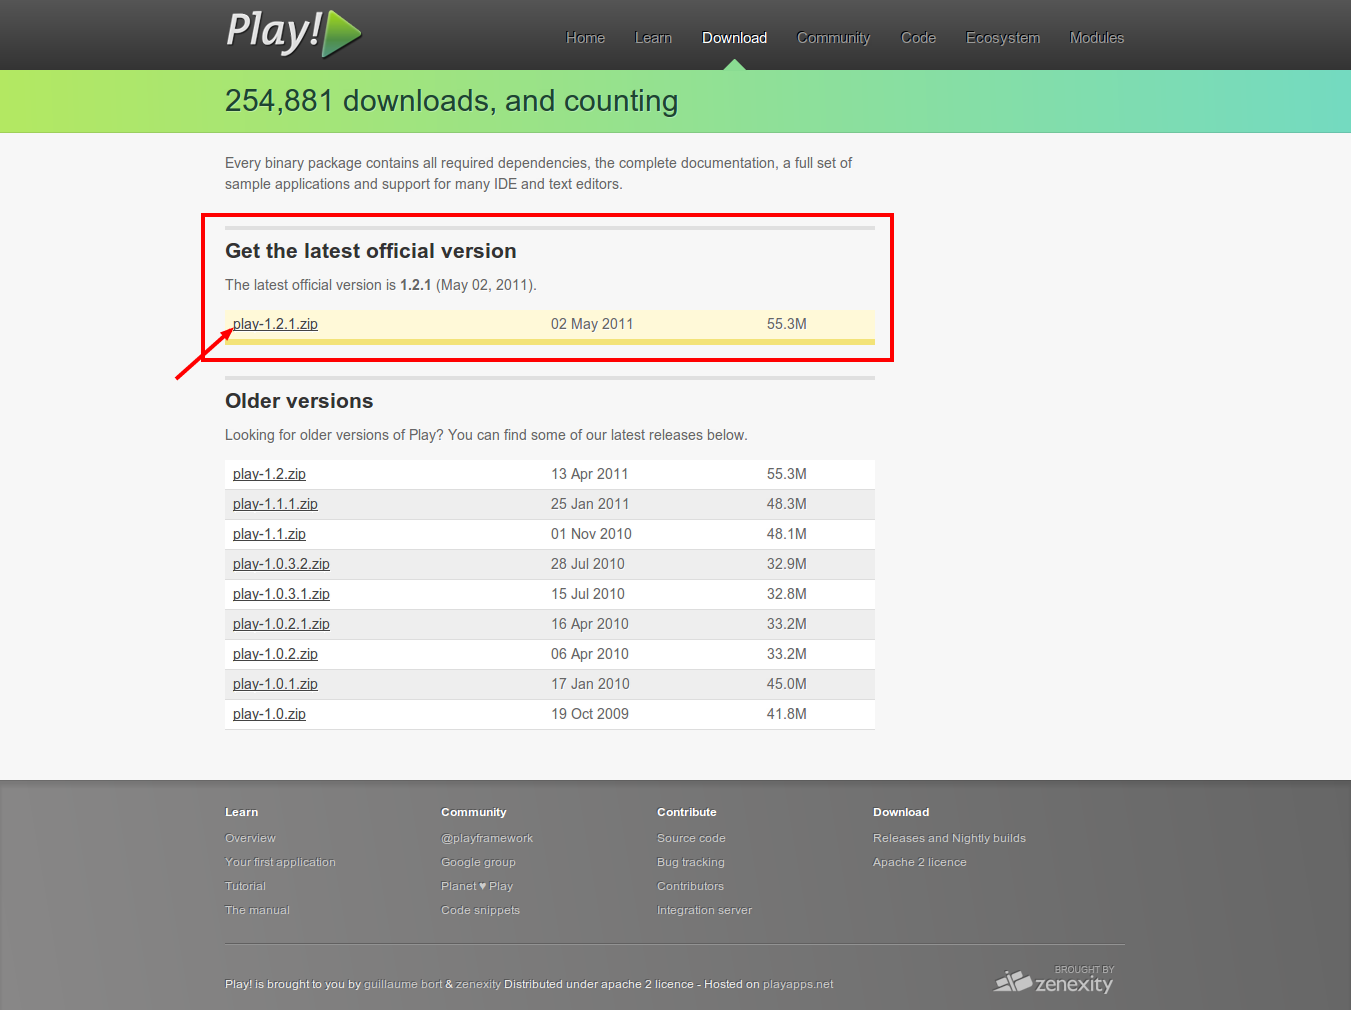 Play!
Home Learn Download Community Code Ecosystem Modules
254,881 downloads, and counting
Every binary package contains all required dependencies, the complete documentation, a full set of
sample applications and support for many IDE and text editors.
Get the latest official version
The latest official version is 1.2.1 (May 02, 2011).
play-1.2.1.zip 02 May 2011 55.3M
Older versions
Looking for older versions of Play? You can find some of our latest releases below.
play-1.2.zip 13 Apr 2011 55.3M
play-1.1.1.zip 25 Jan 2011 48.3M
play-1.1.zip 01 Nov 2010 48.1M
play-1.0.3.2.zip 28 Jul 2010 32.9M
play-1.0.3.1.zip 15 Jul 2010 32.8M
play-1.0.2.1.zip 16 Apr 2010 33.2M
play-1.0.2.zip 06 Apr 2010 33.2M
play-1.0.1.zip 17 Jan 2010 45.0M
play-1.0.zip 19 Oct 2009 41.8M
Learn Community Contribute Download
Overview @playframework Source code Releases and Nightly builds
Your first application Google group Bug tracking Apache 2 licence
Tutorial Planet ♥ Play Contributors
The manual Code snippets Integration server
Play! is brought to you by guillaume bort & zenexity Distributed under apache 2 licence - Hosted on playapps.net
BROUGHT BY
zenexity